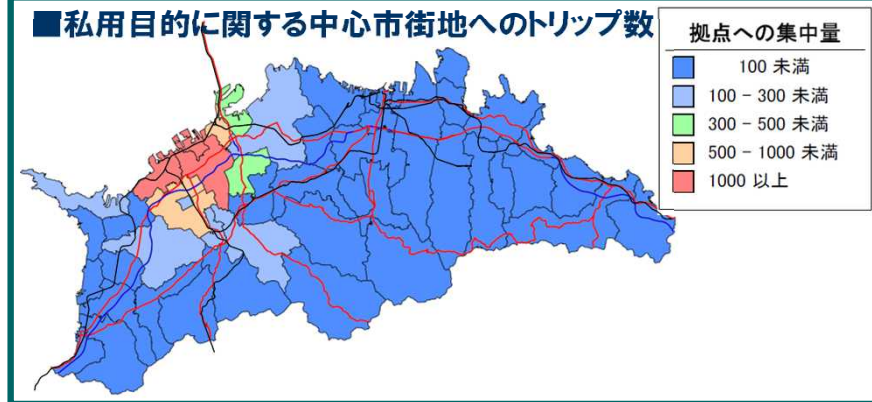 ■私用目的に関する中心市街地へのトリップ数
拠点への集中量
100 未満
100 - 300 未満
300 - 500 未満
500 - 1000 未満
1000 以上